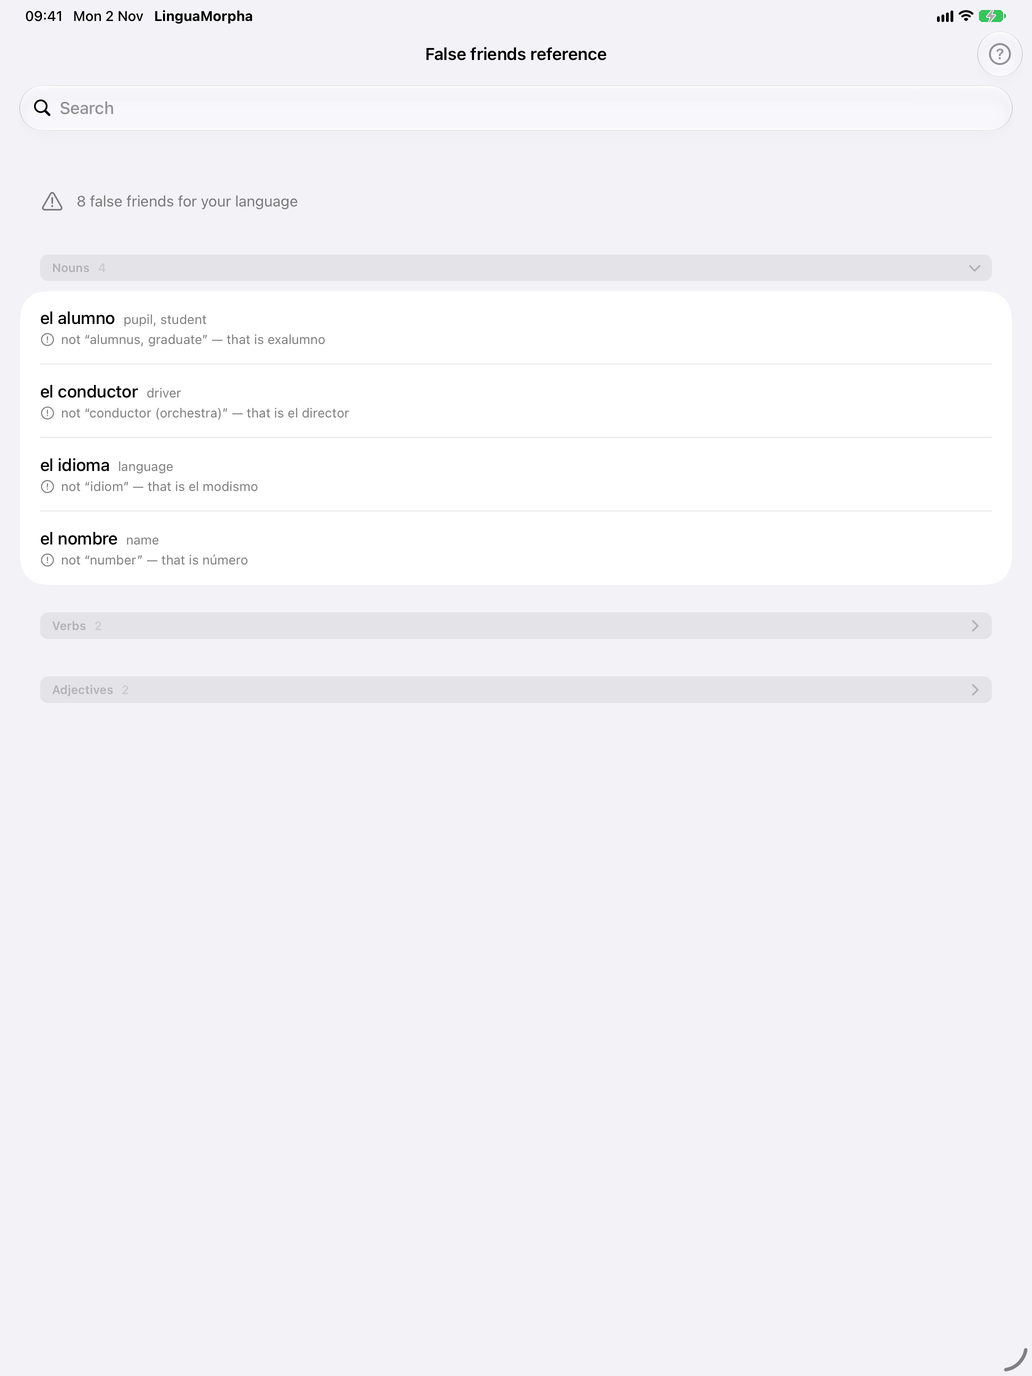 09:41 Mon 2 Nov LinguaMorpha
False friends reference
Search
8 false friends for your language
Nouns 4
el alumno pupil, student
not “alumnus, graduate” — that is exalumno
el conductor driver
not “conductor (orchestra)” — that is el director
el idioma language
not “idiom” — that is el modismo
el nombre name
not “number” — that is número
Verbs 2
Adjectives 2